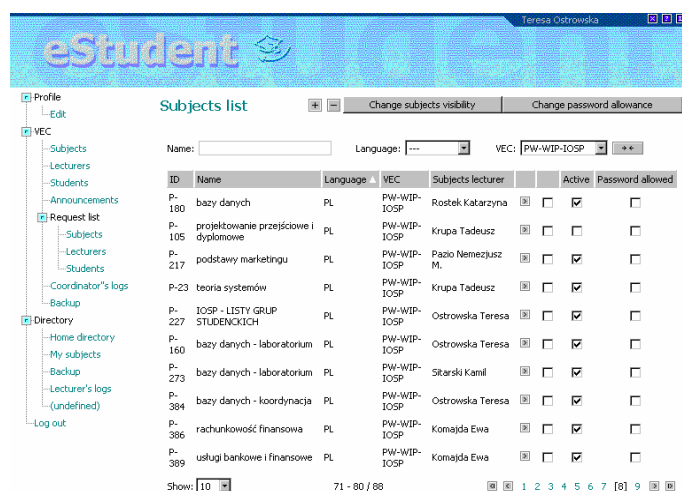 Teresa Ostrowska
eStudent
Profile
Edit
VEC
Subjects
Lecturers
Students
Announcements
Request list
Subjects
Lecturers
Students
Coordinator"s logs
Backup
Directory
Home directory
My subjects
Backup
Lecturer's logs
(undefined)
Log out
Subjects list + − Change subjects visibility Change password allowance
Name: Language: --- VEC: PW-WIP-IOSP
ID Name Language VEC Subjects lecturer Active Password allowed
P-180 bazy danych PL PW-WIP-IOSP Rostek Katarzyna
P-105 projektowanie przejściowe i dyplomowe PL PW-WIP-IOSP Krupa Tadeusz
P-217 podstawy marketingu PL PW-WIP-IOSP Pazio Nemezjusz M.
P-23 teoria systemów PL PW-WIP-IOSP Krupa Tadeusz
P-227 IOSP - LISTY GRUP STUDENCKICH PL PW-WIP-IOSP Ostrowska Teresa
P-160 bazy danych - laboratorium PL PW-WIP-IOSP Ostrowska Teresa
P-273 bazy danych - laboratorium PL PW-WIP-IOSP Sitarski Kamil
P-384 bazy danych - koordynacja PL PW-WIP-IOSP Ostrowska Teresa
P-386 rachunkowość finansowa PL PW-WIP-IOSP Komajda Ewa
P-389 usługi bankowe i finansowe PL PW-WIP-IOSP Komajda Ewa
Show: 10 71 - 80 / 88 1 2 3 4 5 6 7 [8] 9